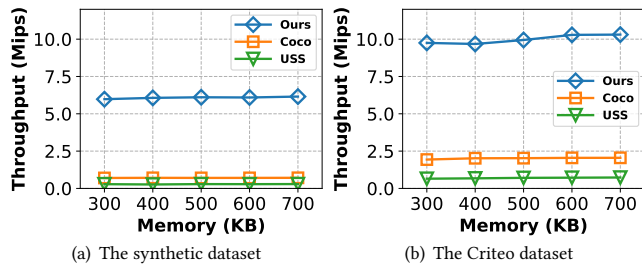 Throughput (Mips)
10.0
7.5
5.0
2.5
0.0
Ours
Coco
USS
300 400 500 600 700
Memory (KB)
(a) The synthetic dataset
Throughput (Mips)
10.0
7.5
5.0
2.5
0.0
Ours
Coco
USS
300 400 500 600 700
Memory (KB)
(b) The Criteo dataset